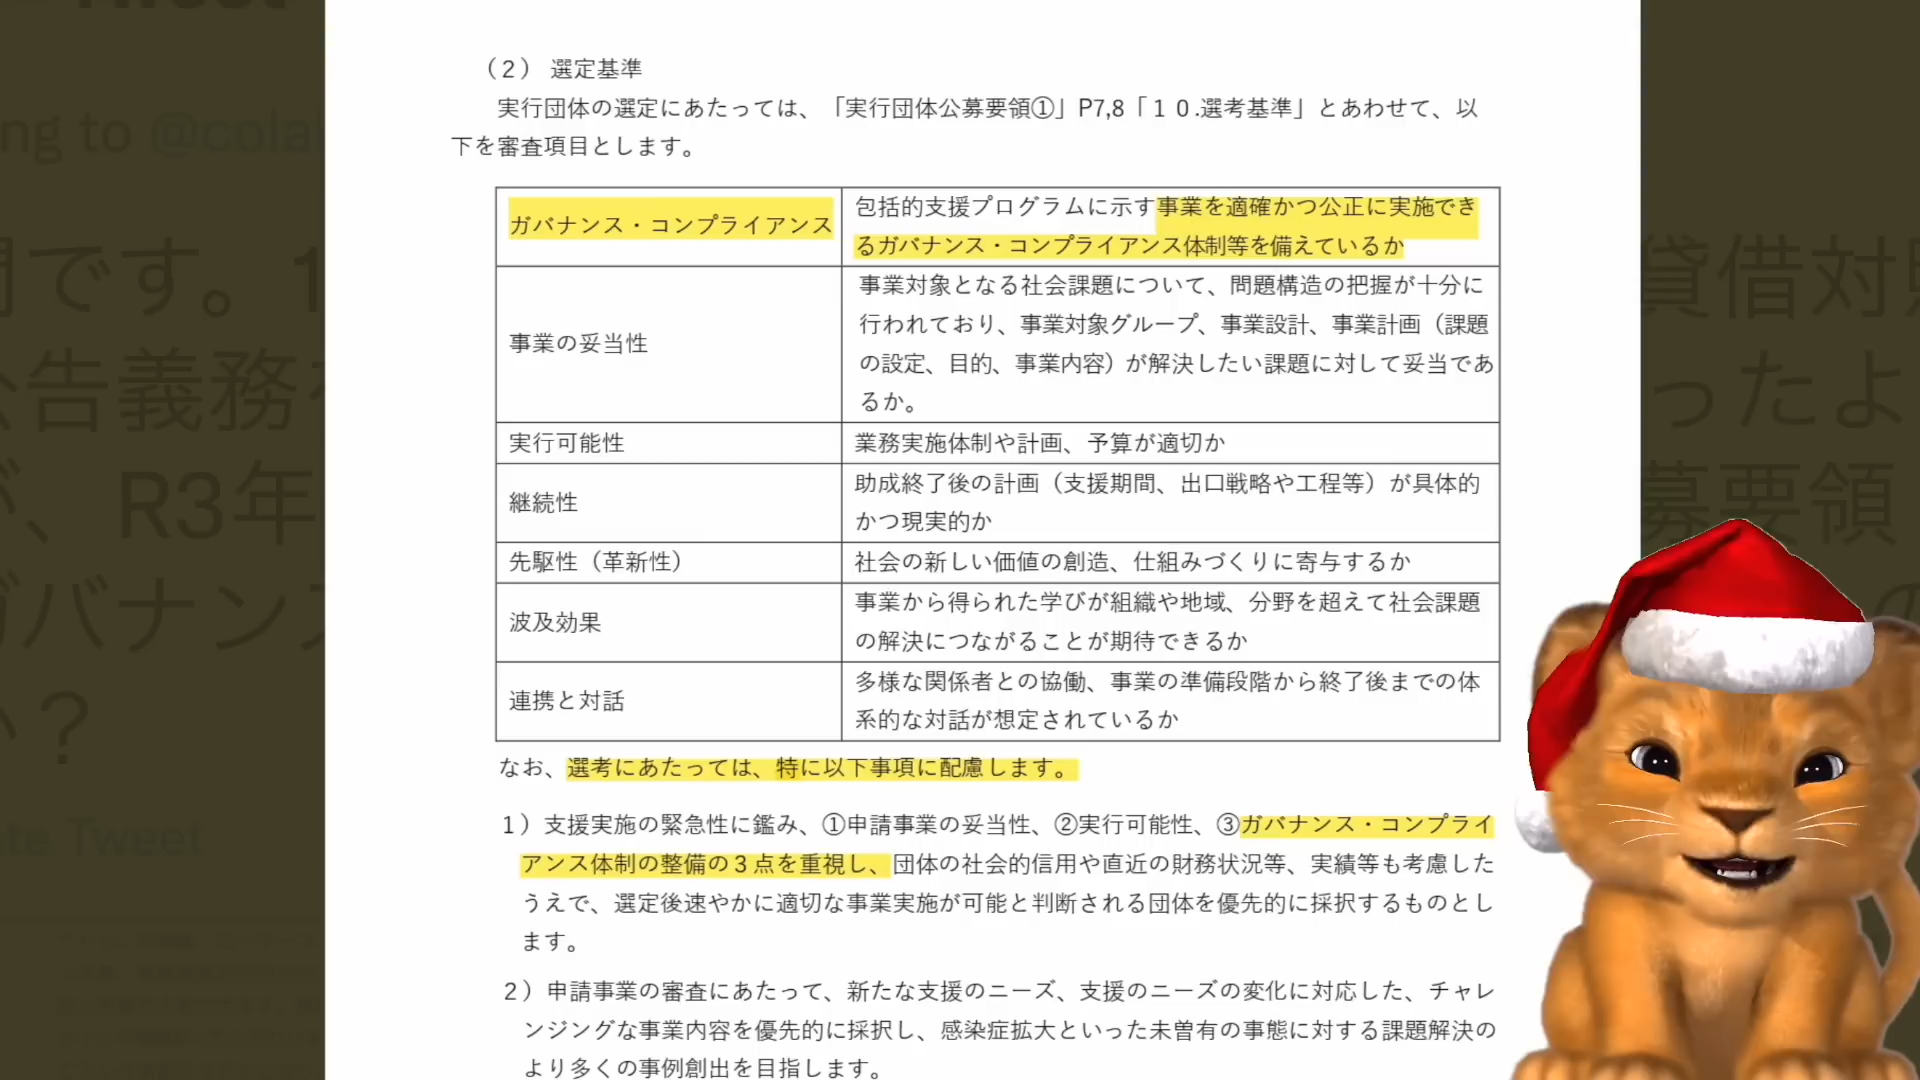 （２） 選定基準
実行団体の選定にあたっては、「実行団体公募要領①」P7,8「１０.選考基準」とあわせて、以
下を審査項目とします。
ガバナンス・コンプライアンス
包括的支援プログラムに示す事業を適確かつ公正に実施でき
るガバナンス・コンプライアンス体制等を備えているか
事業の妥当性
事業対象となる社会課題について、問題構造の把握が十分に
行われており、事業対象グループ、事業設計、事業計画（課題
の設定、目的、事業内容）が解決したい課題に対して妥当であ
るか。
実行可能性
業務実施体制や計画、予算が適切か
継続性
助成終了後の計画（支援期間、出口戦略や工程等）が具体的
かつ現実的か
先駆性（革新性）
社会の新しい価値の創造、仕組みづくりに寄与するか
波及効果
事業から得られた学びが組織や地域、分野を超えて社会課題
の解決につながることが期待できるか
連携と対話
多様な関係者との協働、事業の準備段階から終了後までの体
系的な対話が想定されているか
なお、選考にあたっては、特に以下事項に配慮します。
１）支援実施の緊急性に鑑み、①申請事業の妥当性、②実行可能性、③ガバナンス・コンプライ
アンス体制の整備の３点を重視し、団体の社会的信用や直近の財務状況等、実績等も考慮した
うえで、選定後速やかに適切な事業実施が可能と判断される団体を優先的に採択するものとし
ます。
２）申請事業の審査にあたって、新たな支援のニーズ、支援のニーズの変化に対応した、チャレ
ンジングな事業内容を優先的に採択し、感染症拡大といった未曽有の事態に対する課題解決の
より多くの事例創出を目指します。
ng to @cola
です。1
貸借対
告義務
ったよ
、R3年
募要領
ガバナンス
の
？
te Tweet